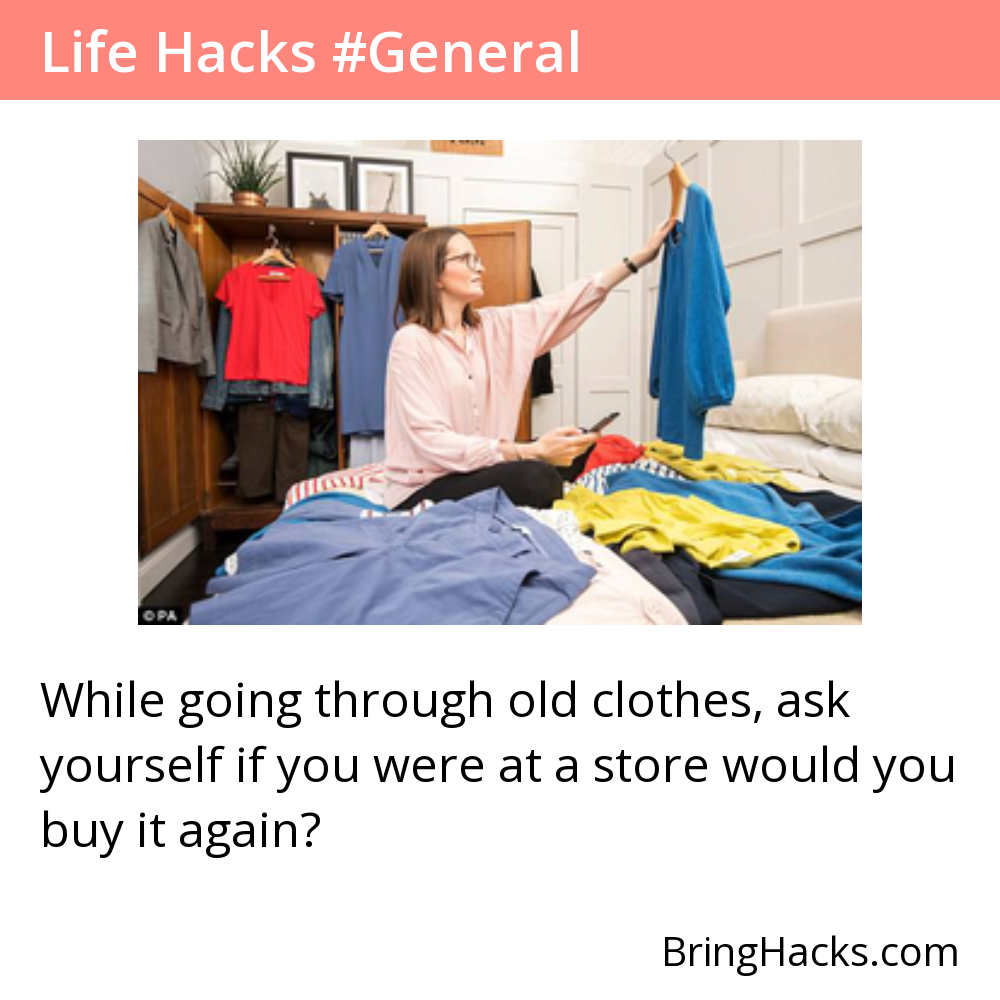 Life Hacks #General
© PA
While going through old clothes, ask
yourself if you were at a store would you
buy it again?
BringHacks.com